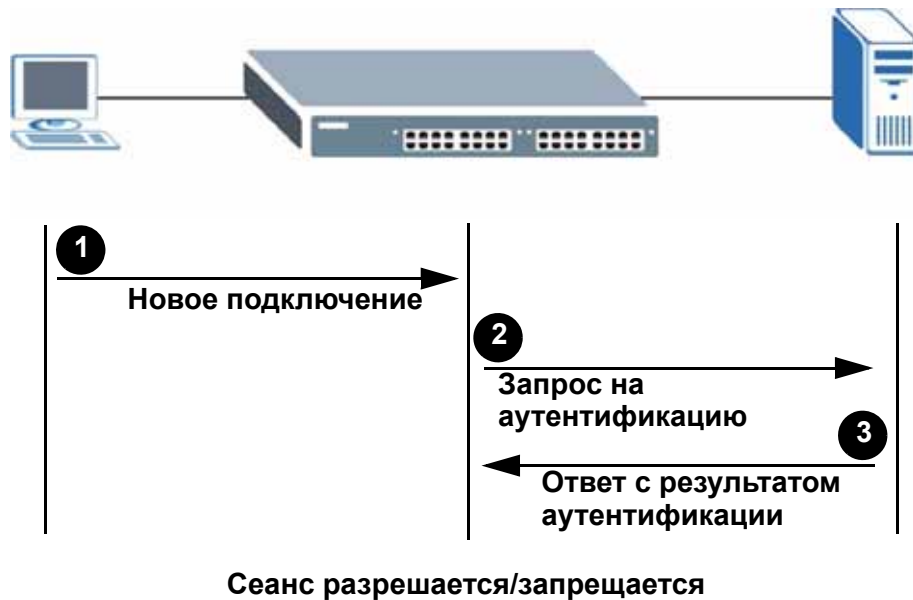 1
Новое подключение
2
Запрос на
аутентификацию
3
Ответ с результатом
аутентификации
Сеанс разрешается/запрещается